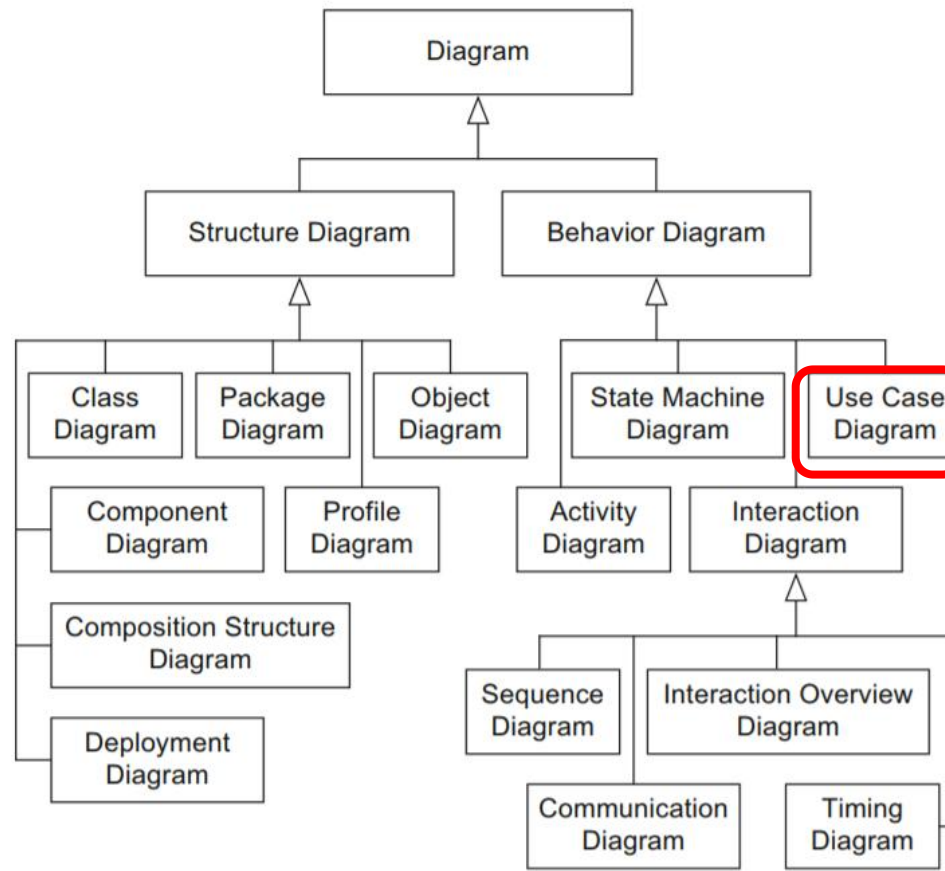 Diagram
Structure Diagram
Behavior Diagram
Class
Diagram
Package
Diagram
Object
Diagram
State Machine
Diagram
Use Case
Diagram
Component
Diagram
Profile
Diagram
Activity
Diagram
Interaction
Diagram
Composition Structure
Diagram
Sequence
Diagram
Interaction Overview
Diagram
Deployment
Diagram
Communication
Diagram
Timing
Diagram